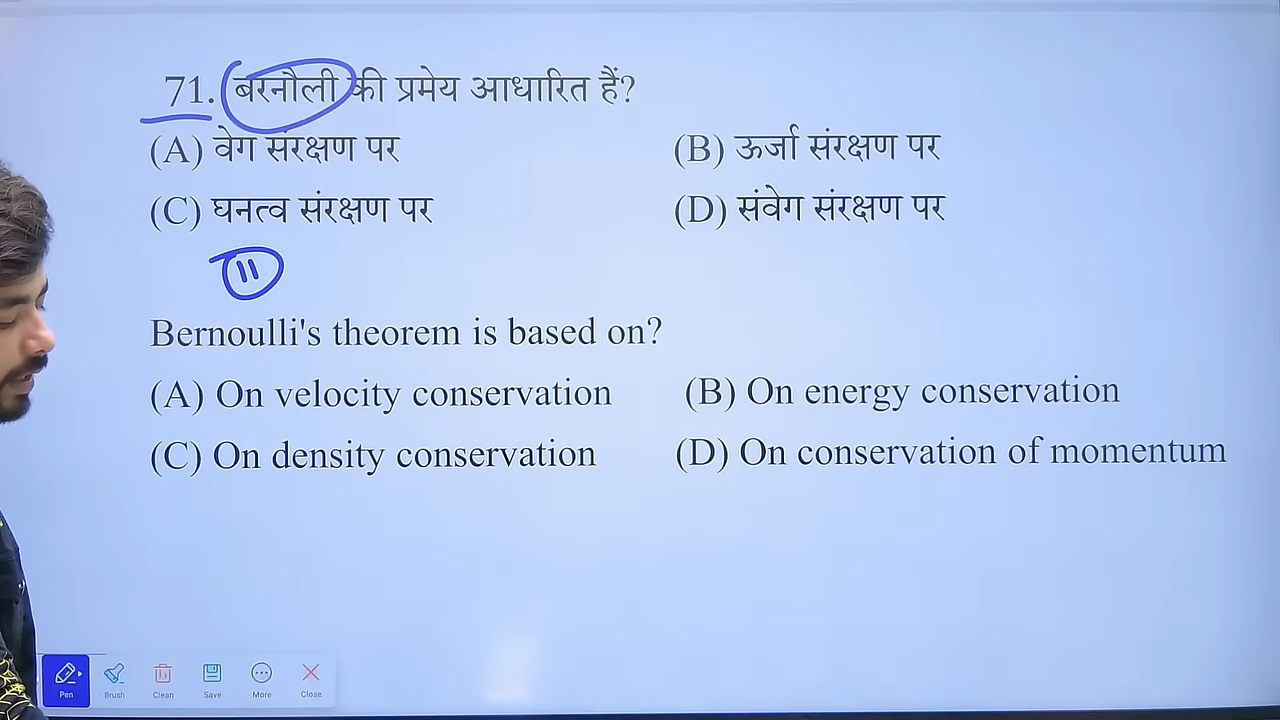 71. बरनौली की प्रमेय आधारित हैं?
(A) वेग संरक्षण पर (B) ऊर्जा संरक्षण पर
(C) घनत्व संरक्षण पर (D) संवेग संरक्षण पर
11
Bernoulli's theorem is based on?
(A) On velocity conservation (B) On energy conservation
(C) On density conservation (D) On conservation of momentum
Pen Brush Clean Save More Close